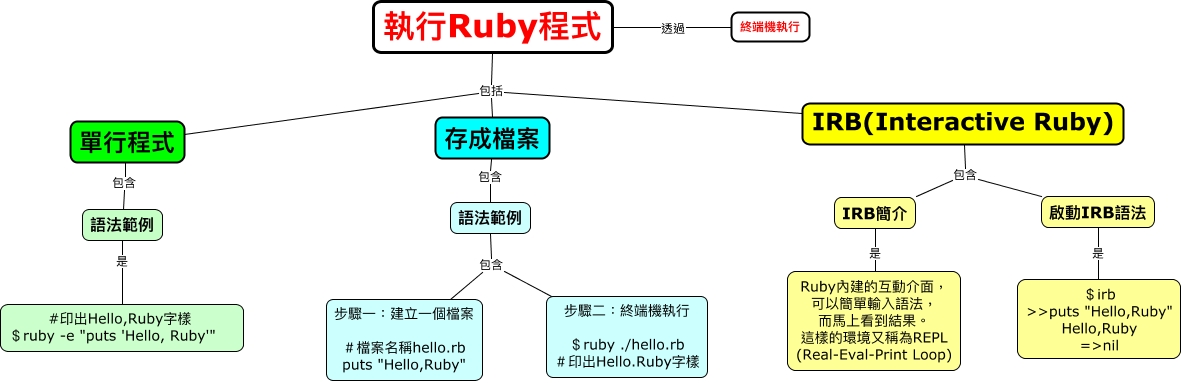 執行Ruby程式
透過
終端機執行
包括
單行程式
包含
語法範例
是
#印出Hello,Ruby字樣
$ruby -e "puts 'Hello, Ruby'"
存成檔案
包含
語法範例
包含
步驟一：建立一個檔案
#檔案名稱hello.rb
puts "Hello,Ruby"
步驟二：終端機執行
$ruby ./hello.rb
#印出Hello.Ruby字樣
IRB(Interactive Ruby)
包含
IRB簡介
是
Ruby內建的互動介面，
可以簡單輸入語法，
而馬上看到結果。
這樣的環境又稱為REPL
(Real-Eval-Print Loop)
啟動IRB語法
是
$irb
>>puts "Hello,Ruby"
Hello,Ruby
=>nil